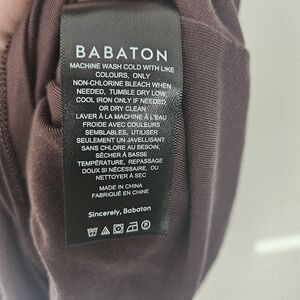 BABATON
MACHINE WASH COLD WITH LIKE
COLOURS, ONLY
NON-CHLORINE BLEACH WHEN
NEEDED, TUMBLE DRY LOW,
COOL IRON ONLY IF NEEDED
OR DRY CLEAN
LAVER À LA MACHINE À L'EAU
FROIDE AVEC COULEURS
SEMBLABLES, UTILISER
SEULEMENT UN JAVELLISANT
SANS CHLORE AU BESOIN,
SÉCHER À BASSE
TEMPÉRATURE, REPASSAGE
DOUX SI NÉCESSAIRE, OU
NETTOYER À SEC
MADE IN CHINA
FABRIQUÉ EN CHINE
Sincerely, Babaton